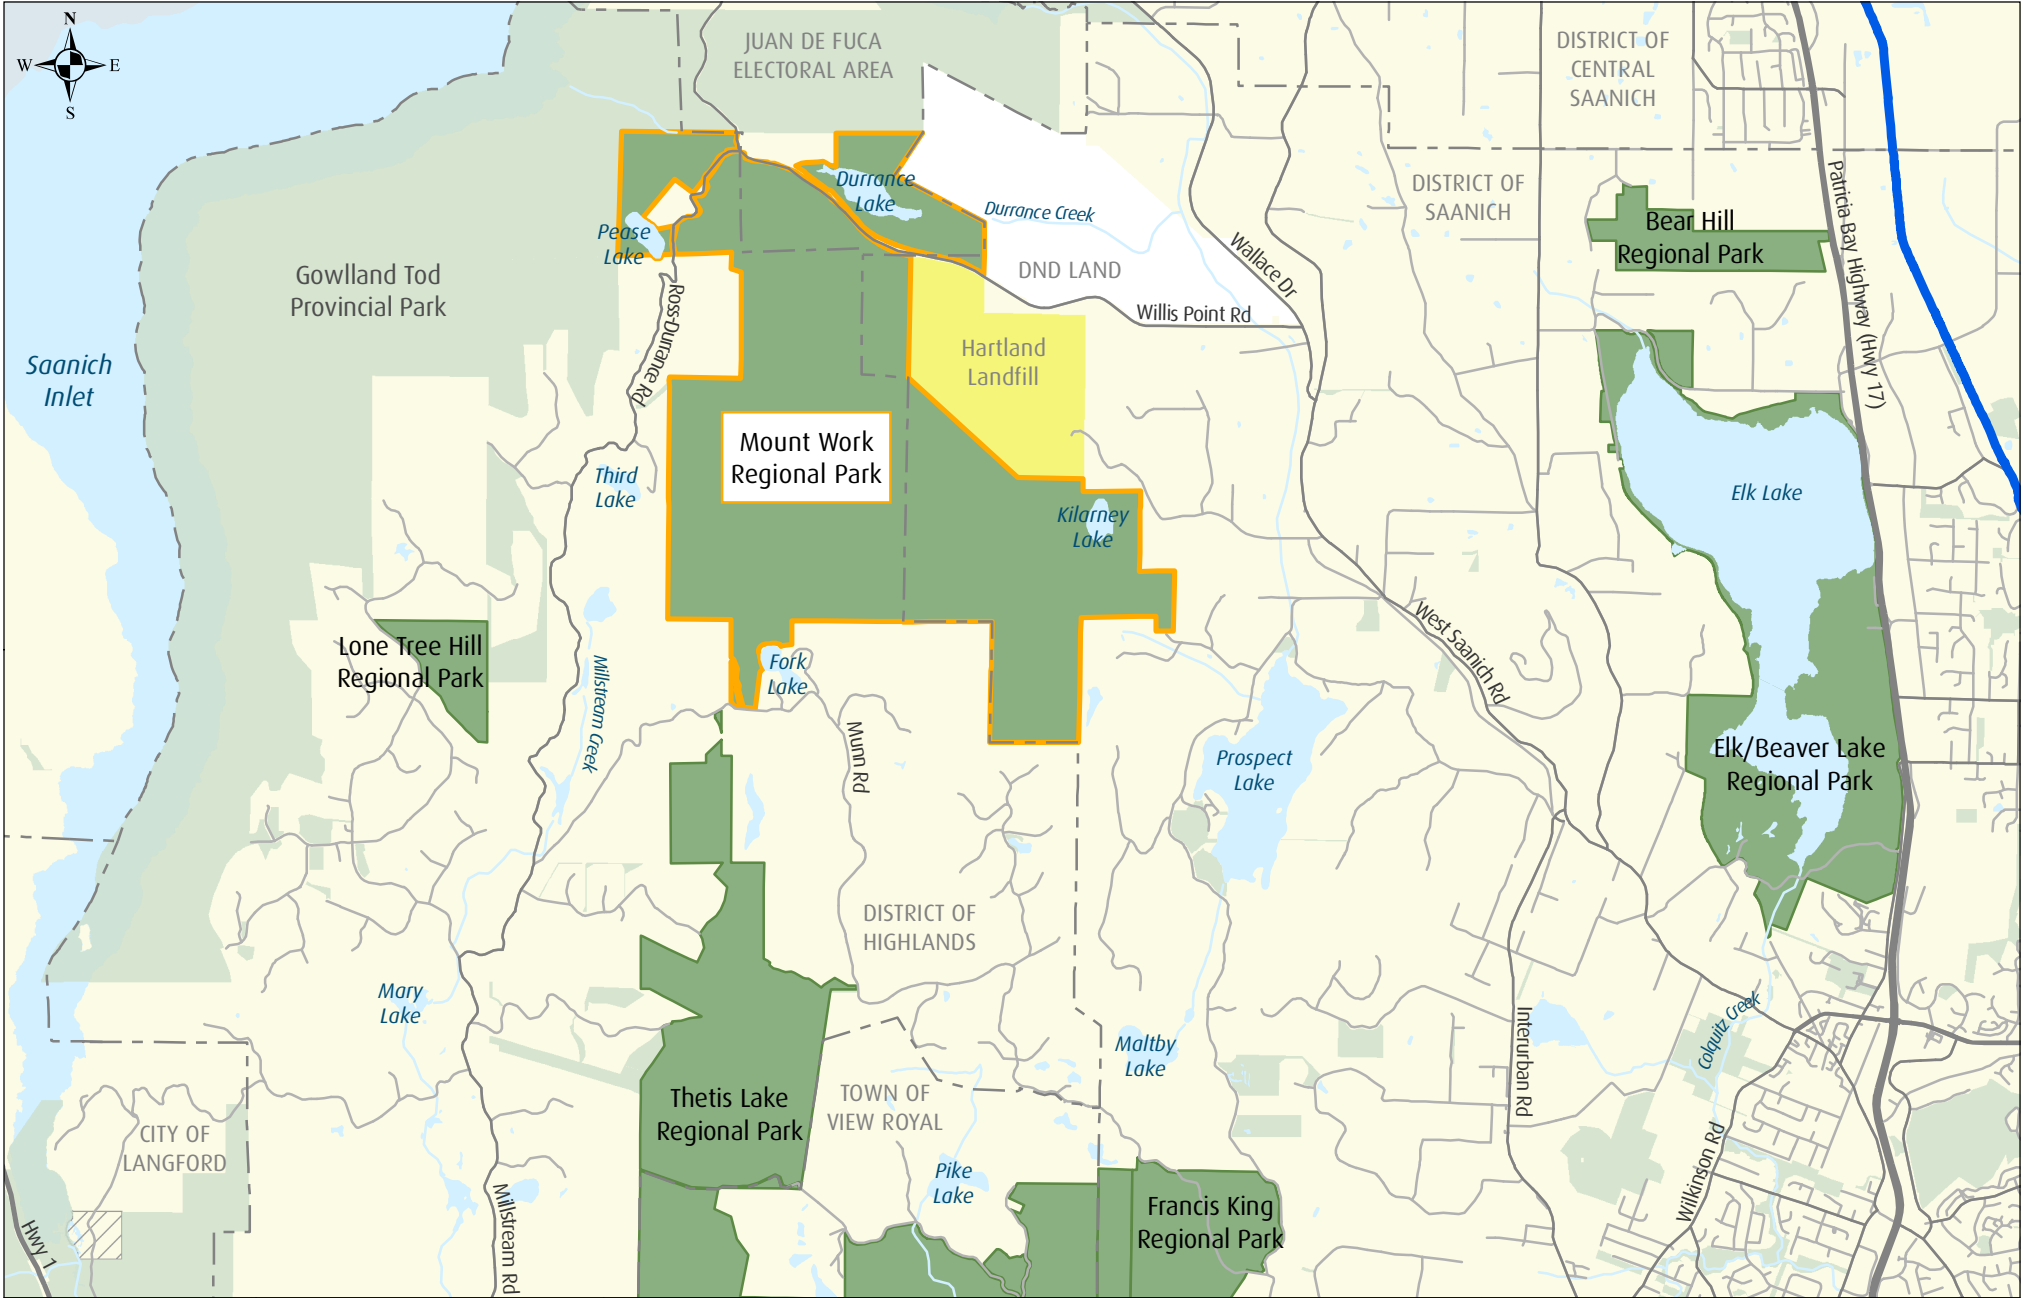 N
W
E
S
JUAN DE FUCA
ELECTORAL AREA
DISTRICT OF
CENTRAL
SAANICH
Durrance
Lake
DISTRICT OF
SAANICH
Durrance Creek
Pease
Lake
Bear Hill
Regional Park
Patricia Bay Highway (Hwy 17)
Wallace Dr
Gowlland Tod
Provincial Park
DND LAND
Willis Point Rd
Ross-Durrance Rd
Saanich
Inlet
Hartland
Landfill
Mount Work
Regional Park
Third
Lake
Elk Lake
Kilarney
Lake
Lone Tree Hill
Regional Park
Fork
Lake
West Saanich Rd
Millstream Creek
Munn Rd
Prospect
Lake
Elk/Beaver Lake
Regional Park
DISTRICT OF
HIGHLANDS
Mary
Lake
Maltby
Lake
Interurban Rd
Colquitz Creek
Thetis Lake
Regional Park
TOWN OF
VIEW ROYAL
CITY OF
LANGFORD
Pike
Lake
Francis King
Regional Park
Wilkinson Rd
Millstream Rd
Hwy 1